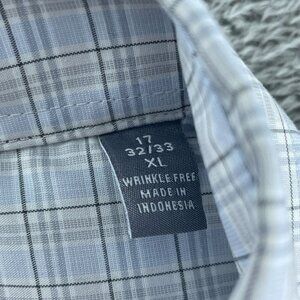 17
32/33
XL
WRINKLE FREE
MADE IN
INDONESIA